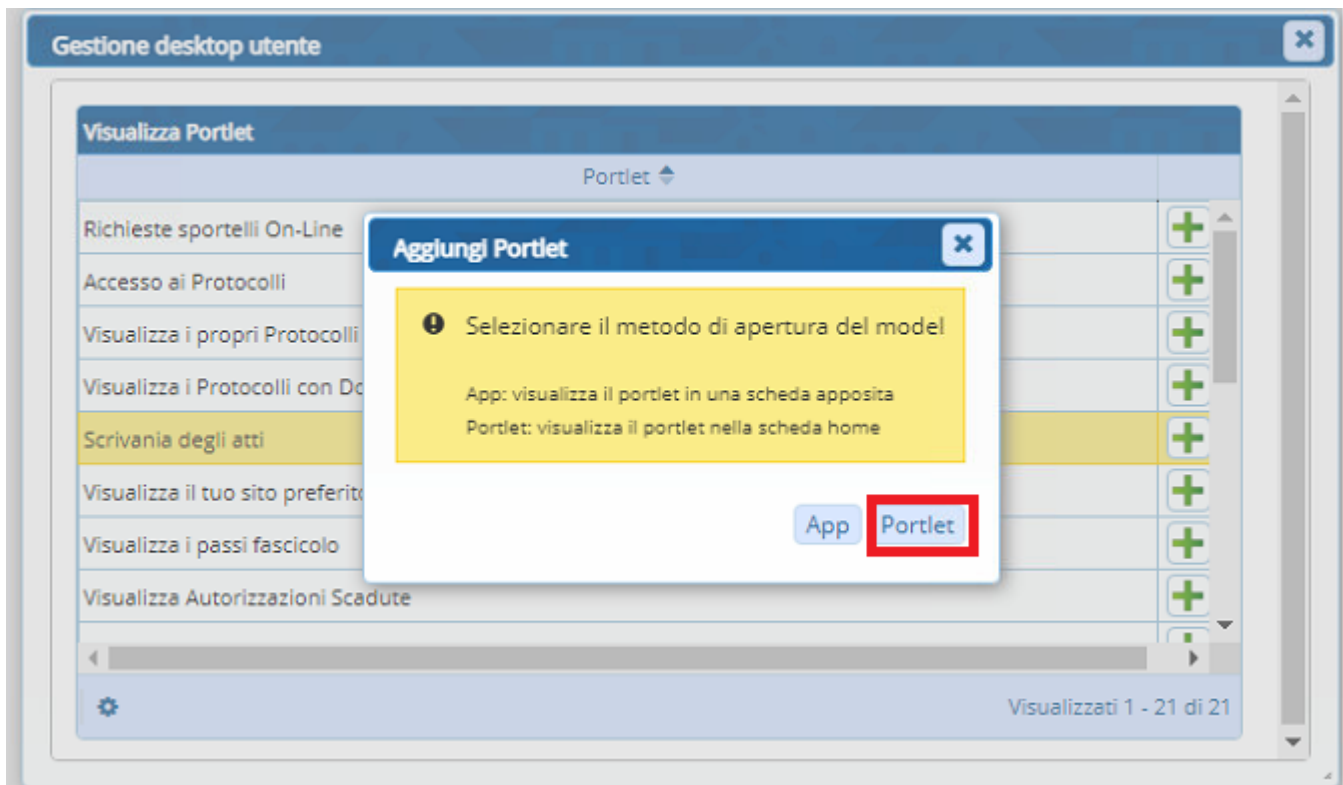 Gestione desktop utente
Visualizza Portlet
Portlet
Richieste sportelli On-Line
Accesso ai Protocolli
Visualizza i propri Protocolli
Visualizza i Protocolli con
Scrivania degli atti
Visualizza il tuo sito
Visualizza i passi fascicolo
Visualizza Autorizzazioni Scadute
Aggiungi Portlet
Selezionare il metodo di apertura del model
App: visualizza il portlet in una scheda apposita
Portlet: visualizza il portlet nella scheda home
App Portlet
Visualizzati 1 - 21 di 21